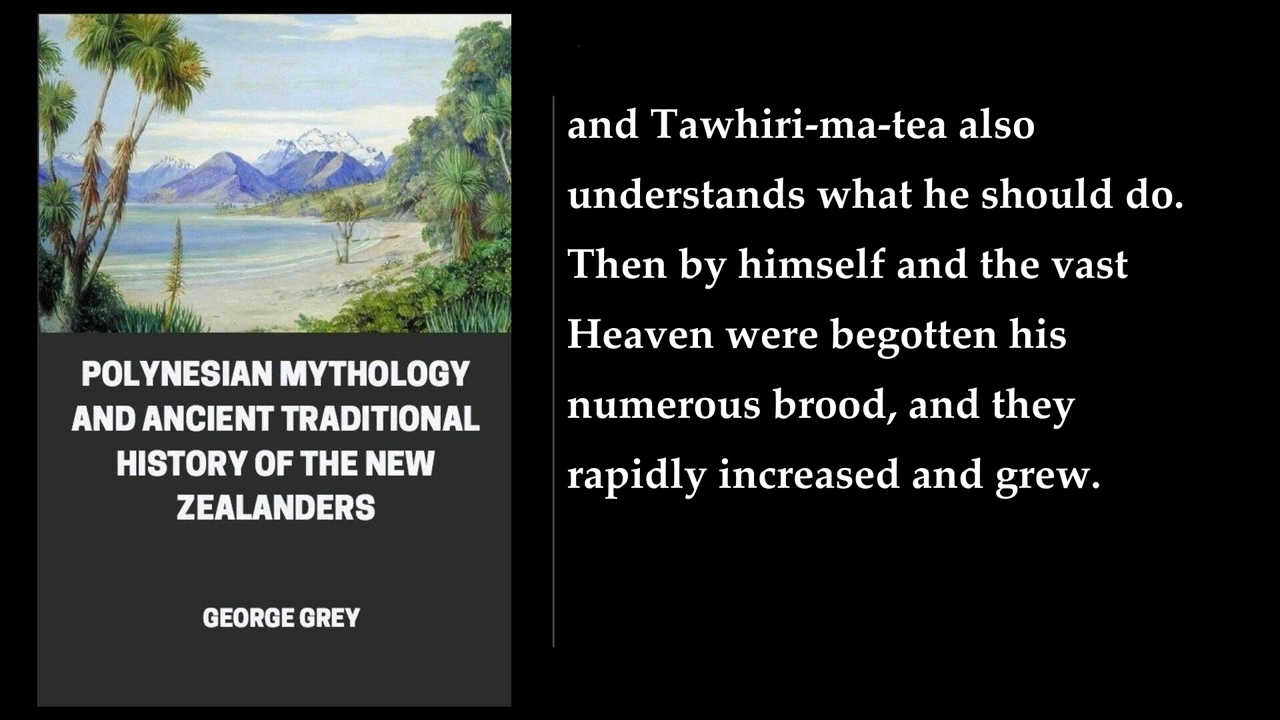 POLYNESIAN MYTHOLOGY
AND ANCIENT TRADITIONAL
HISTORY OF THE NEW
ZEALANDERS
GEORGE GREY
and Tawhiri-ma-tea also
understands what he should do.
Then by himself and the vast
Heaven were begotten his
numerous brood, and they
rapidly increased and grew.